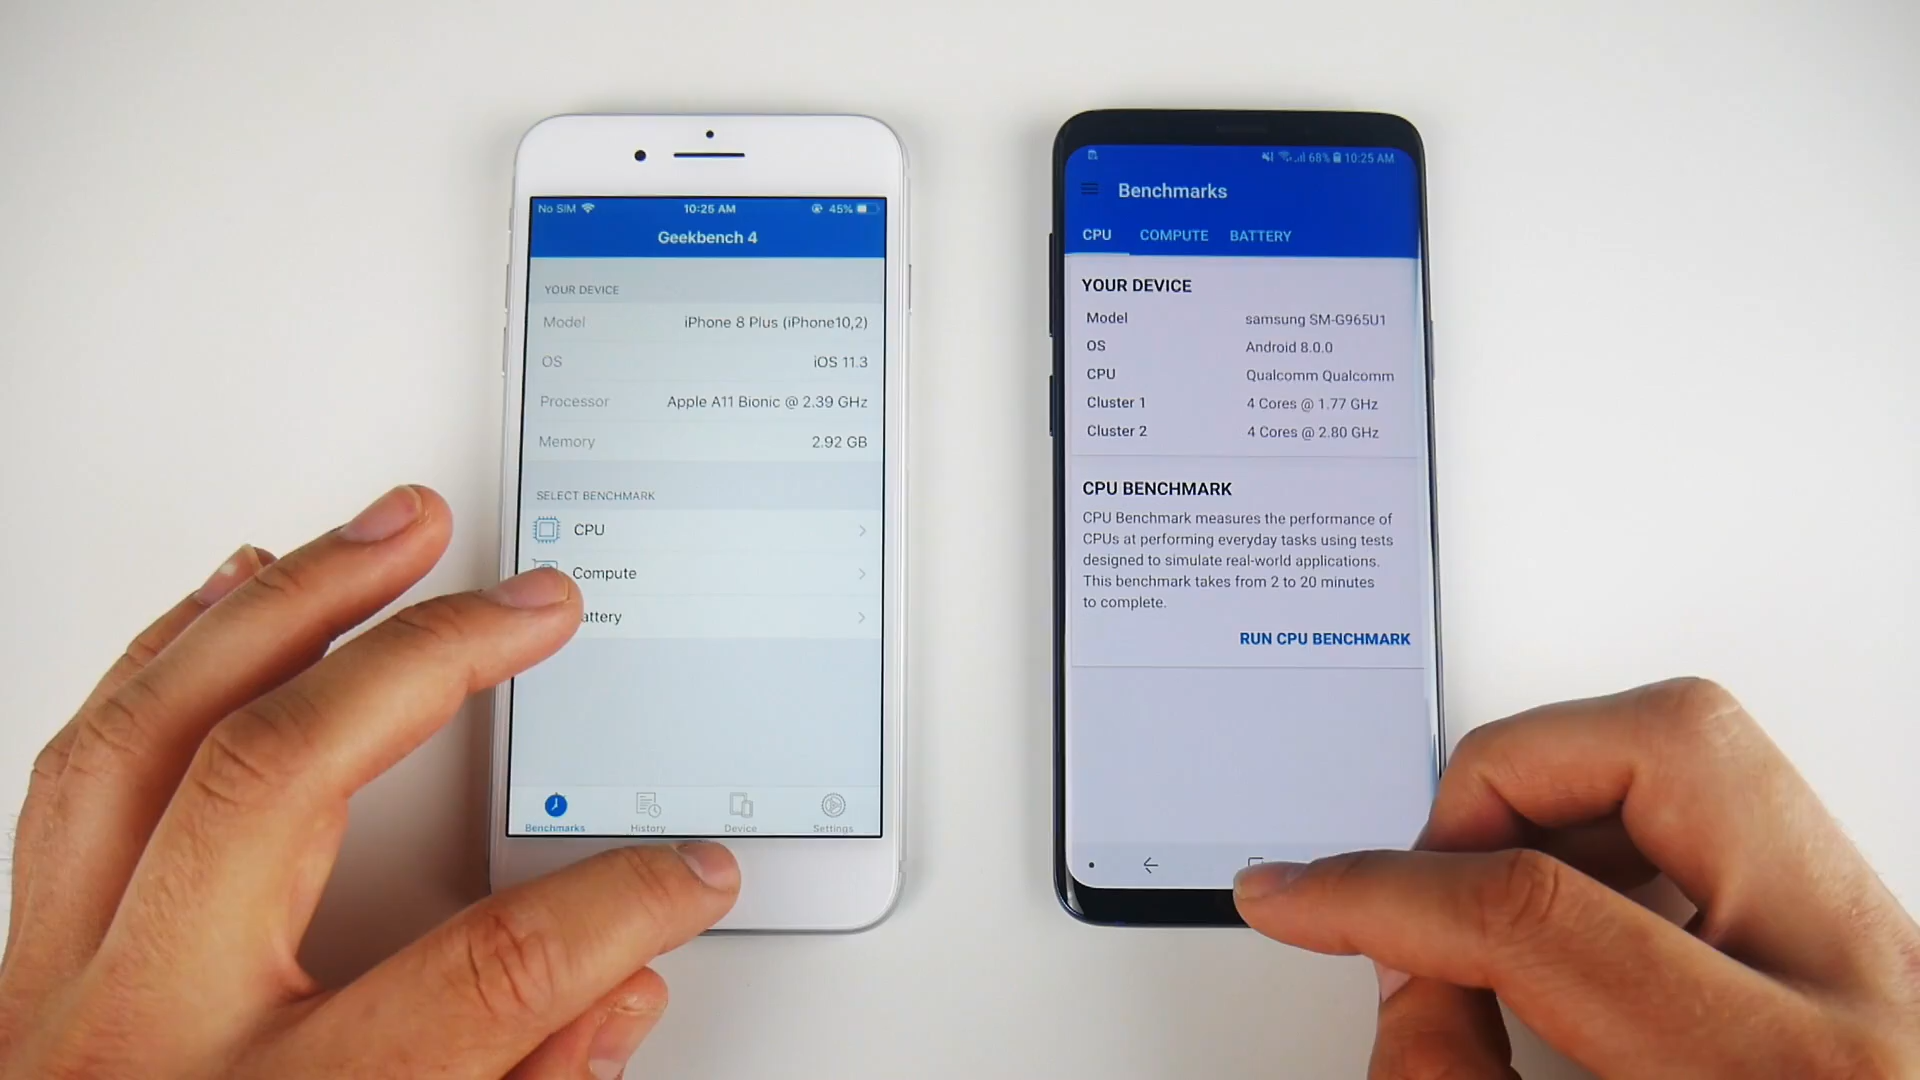 No SIM 10:25 AM 45%
Geekbench 4
YOUR DEVICE
Model iPhone 8 Plus (iPhone10,2)
OS iOS 11.3
Processor Apple A11 Bionic @ 2.39 GHz
Memory 2.92 GB
SELECT BENCHMARK
CPU
Compute
attery
Benchmarks History Device Settings
68% 10:25 AM
Benchmarks
CPU COMPUTE BATTERY
YOUR DEVICE
Model samsung SM-G965U1
OS Android 8.0.0
CPU Qualcomm Qualcomm
Cluster 1 4 Cores @ 1.77 GHz
Cluster 2 4 Cores @ 2.80 GHz
CPU BENCHMARK
CPU Benchmark measures the performance of
CPUs at performing everyday tasks using tests
designed to simulate real-world applications.
This benchmark takes from 2 to 20 minutes
to complete.
RUN CPU BENCHMARK